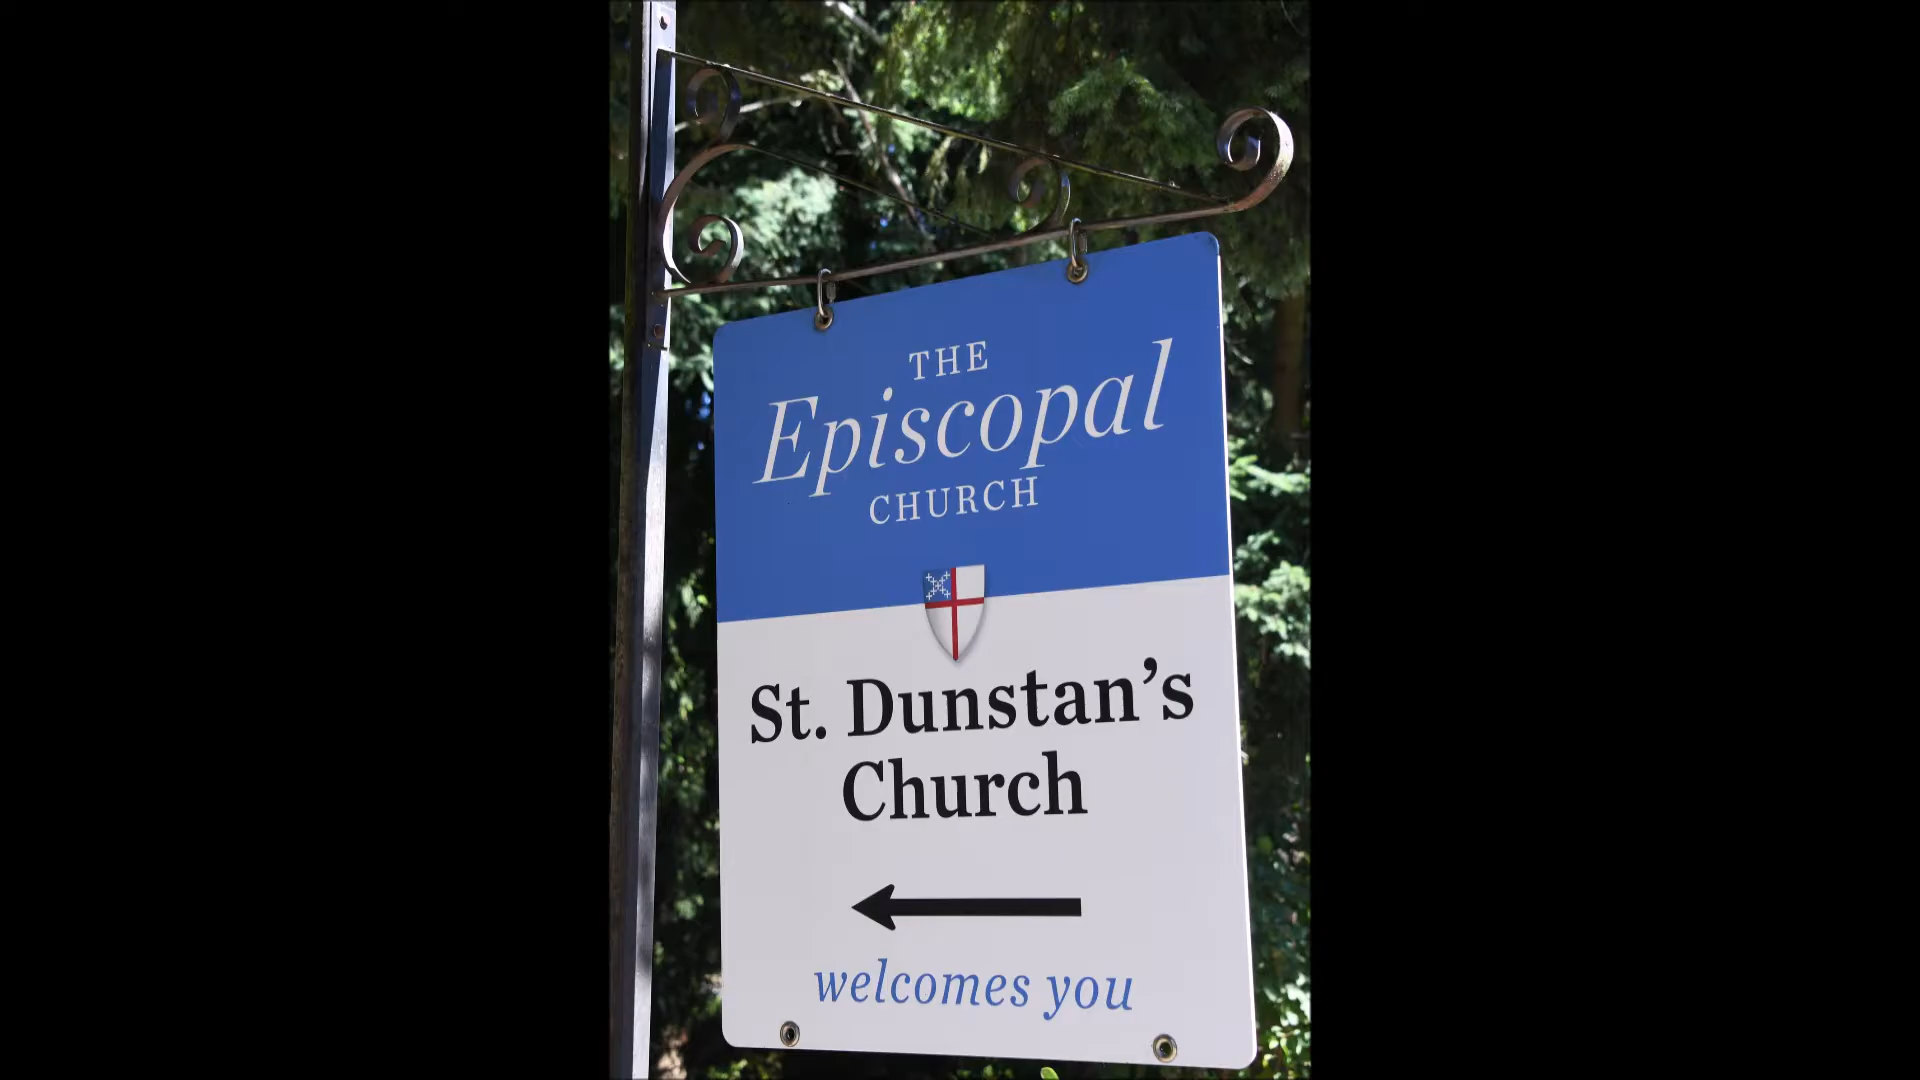 THE
Episcopal
CHURCH
St. Dunstan’s
Church
welcomes you